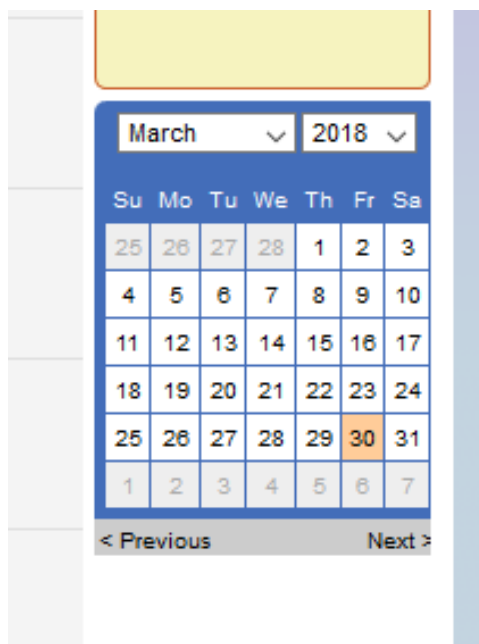 March 2018
Su Mo Tu We Th Fr Sa
25 26 27 28 1 2 3
4 5 6 7 8 9 10
11 12 13 14 15 16 17
18 19 20 21 22 23 24
25 26 27 28 29 30 31
1 2 3 4 5 6 7
< Previous Next >